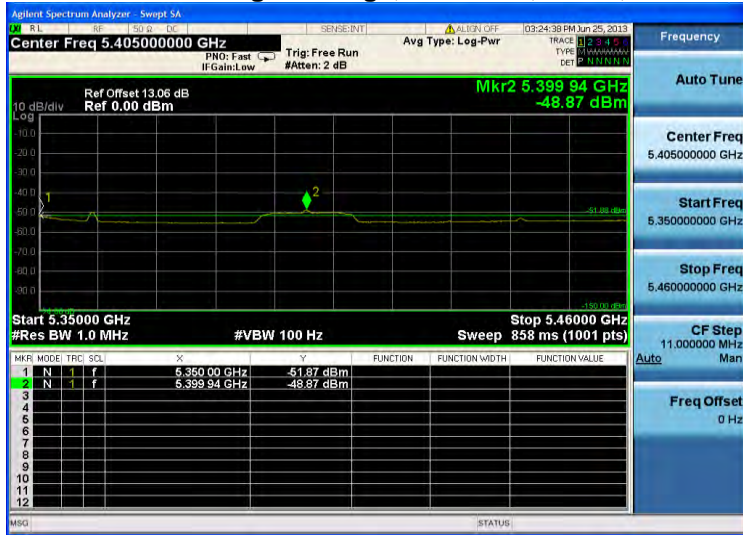 Agilent Spectrum Analyzer - Swept SA
RL RF 50 Ω DC SENSE:INT ALIGN OFF 03:24:38 PM Jun 25, 2013
Center Freq 5.405000000 GHz
PNO: Fast
IFGain:Low
Trig: Free Run
#Atten: 2 dB
Avg Type: Log-Pwr
TRACE 1 2 3 4 5 6
TYPE
DET P N N N N N
Ref Offset 13.06 dB
10 dB/div Ref 0.00 dBm
Log
Mkr2 5.399 94 GHz
-48.87 dBm
-10.0
-20.0
-30.0
-40.0
-50.0
-60.0
-70.0
-80.0
-90.0
1
2
-51.88 dBm
-150.00 dBm
Start 5.35000 GHz Stop 5.46000 GHz
#Res BW 1.0 MHz #VBW 100 Hz Sweep 858 ms (1001 pts)
MKR MODE TRC SCL X Y FUNCTION FUNCTION WIDTH FUNCTION VALUE
1 N 1 f 5.350 00 GHz -51.87 dBm
2 N 1 f 5.399 94 GHz -48.87 dBm
3
4
5
6
7
8
9
10
11
12
MSG STATUS
Frequency
Auto Tune
Center Freq
5.405000000 GHz
Start Freq
5.350000000 GHz
Stop Freq
5.460000000 GHz
CF Step
11.000000 MHz
Auto Man
Freq Offset
0 Hz